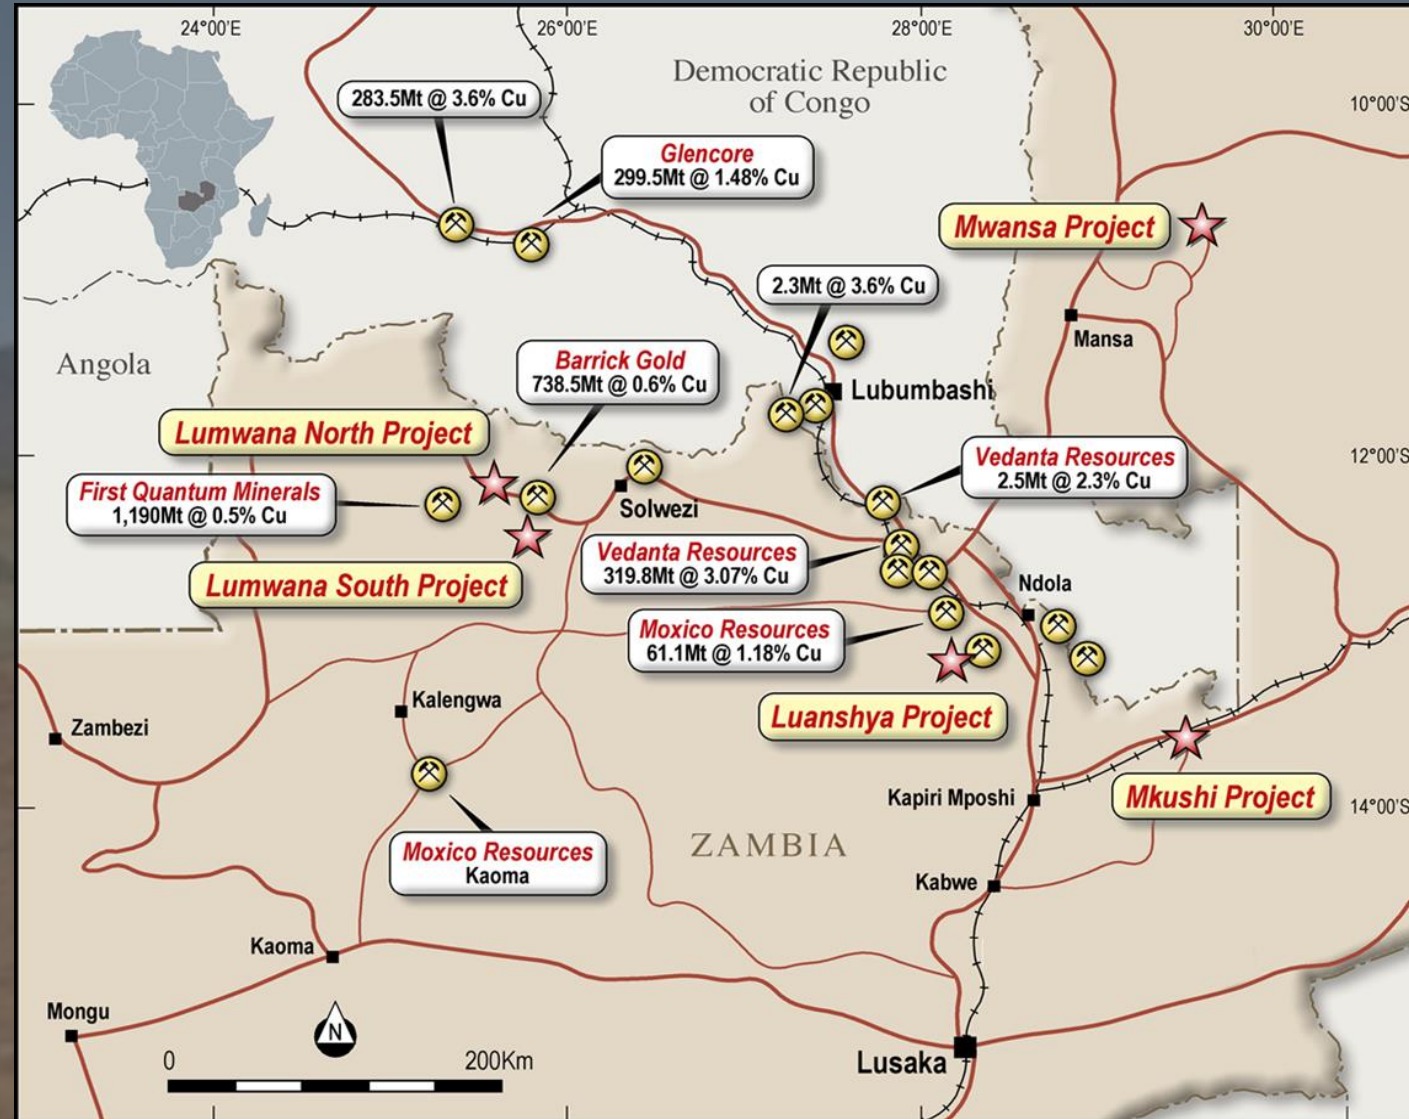 24°00'E
26°00'E
28°00'E
30°00'E
Democratic Republic
of Congo
283.5Mt @ 3.6% Cu
10°00'S
Glencore
299.5Mt @ 1.48% Cu
Mwansa Project
2.3Mt @ 3.6% Cu
Mansa
Angola
Barrick Gold
738.5Mt @ 0.6% Cu
Lubumbashi
Lumwana North Project
12°00'S
Vedanta Resources
2.5Mt @ 2.3% Cu
First Quantum Minerals
1,190Mt @ 0.5% Cu
Solwezi
Vedanta Resources
319.8Mt @ 3.07% Cu
Lumwana South Project
Ndola
Moxico Resources
61.1Mt @ 1.18% Cu
Kalengwa
Zambezi
Luanshya Project
Kapiri Mposhi
Mkushi Project
14°00'S
ZAMBIA
Moxico Resources
Kaoma
Kabwe
Kaoma
Mongu
N
0
200Km
Lusaka